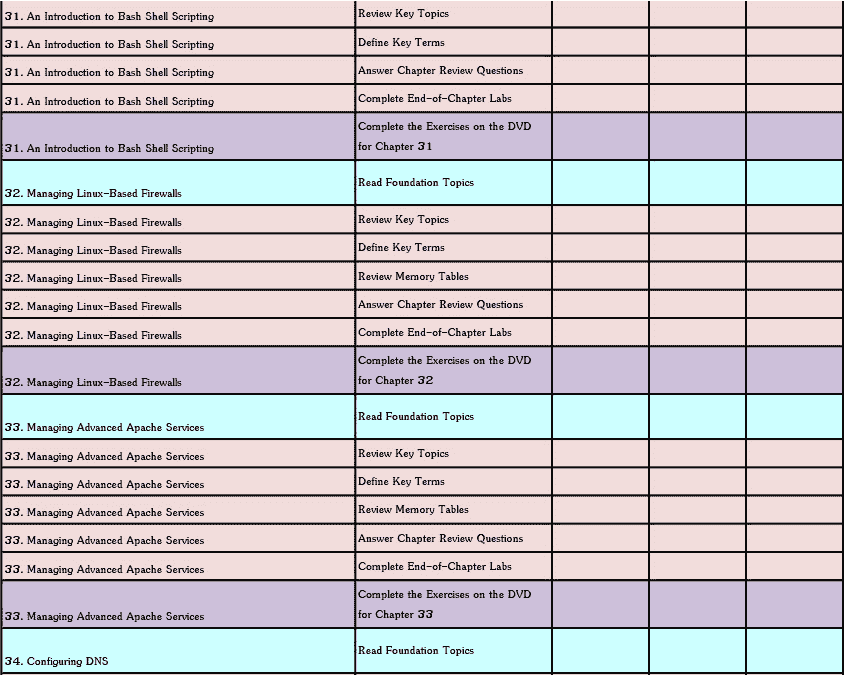 31. An Introduction to Bash Shell Scripting Review Key Topics
31. An Introduction to Bash Shell Scripting Define Key Terms
31. An Introduction to Bash Shell Scripting Answer Chapter Review Questions
31. An Introduction to Bash Shell Scripting Complete End-of-Chapter Labs
Complete the Exercises on the DVD
31. An Introduction to Bash Shell Scripting for Chapter 31
32. Managing Linux-Based Firewalls Read Foundation Topics
32. Managing Linux-Based Firewalls Review Key Topics
32. Managing Linux-Based Firewalls Define Key Terms
32. Managing Linux-Based Firewalls Review Memory Tables
32. Managing Linux-Based Firewalls Answer Chapter Review Questions
32. Managing Linux-Based Firewalls Complete End-of-Chapter Labs
Complete the Exercises on the DVD
32. Managing Linux-Based Firewalls for Chapter 32
33. Managing Advanced Apache Services Read Foundation Topics
33. Managing Advanced Apache Services Review Key Topics
33. Managing Advanced Apache Services Define Key Terms
33. Managing Advanced Apache Services Review Memory Tables
33. Managing Advanced Apache Services Answer Chapter Review Questions
33. Managing Advanced Apache Services Complete End-of-Chapter Labs
Complete the Exercises on the DVD
33. Managing Advanced Apache Services for Chapter 33
34. Configuring DNS Read Foundation Topics